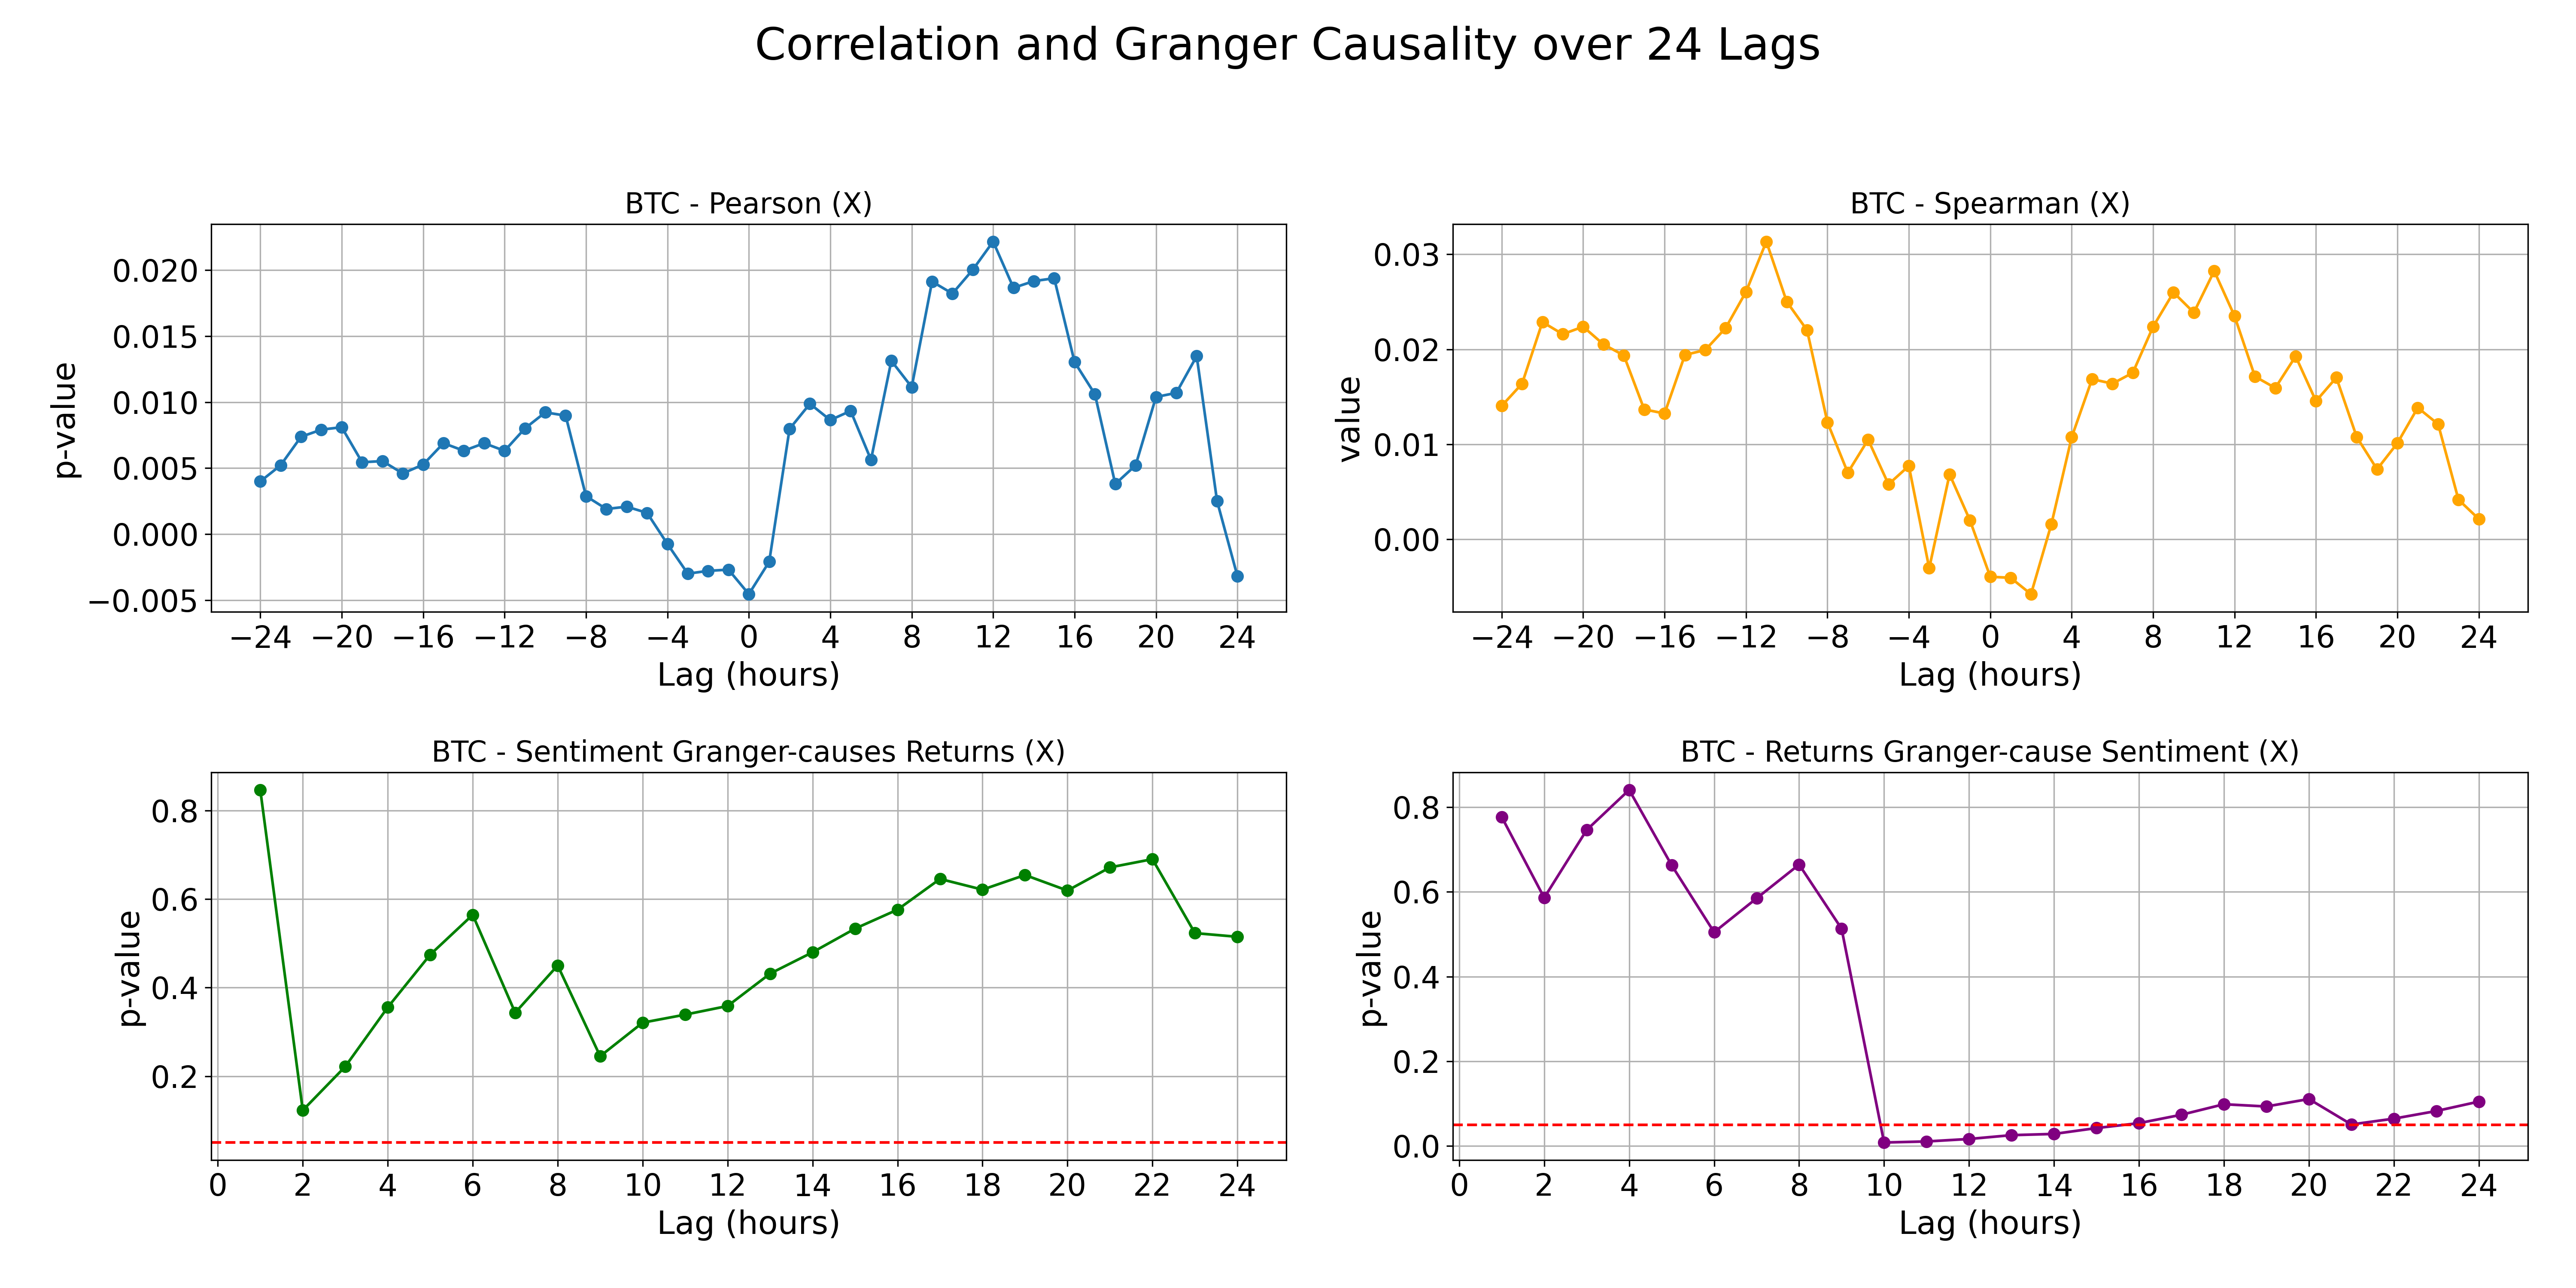 Correlation and Granger Causality over 24 Lags
BTC - Pearson (X)
p-value
0.020
0.015
0.010
0.005
0.000
−0.005
−24 −20 −16 −12 −8 −4 0 4 8 12 16 20 24
Lag (hours)
BTC - Spearman (X)
value
0.03
0.02
0.01
0.00
−24 −20 −16 −12 −8 −4 0 4 8 12 16 20 24
Lag (hours)
BTC - Sentiment Granger-causes Returns (X)
p-value
0.8
0.6
0.4
0.2
0 2 4 6 8 10 12 14 16 18 20 22 24
Lag (hours)
BTC - Returns Granger-cause Sentiment (X)
p-value
0.8
0.6
0.4
0.2
0.0
0 2 4 6 8 10 12 14 16 18 20 22 24
Lag (hours)